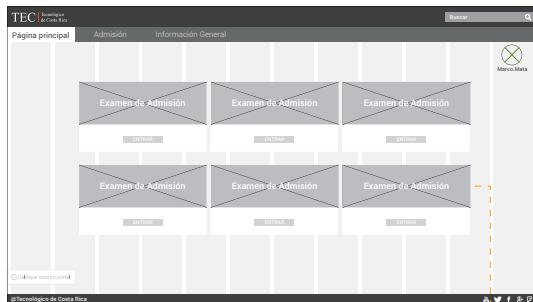 TEC Tecnológico
de Costa Rica
Buscar
Página principal Admisión Información General
Marco.Mata
Examen de Admisión Examen de Admisión Examen de Admisión
ENTRAR ENTRAR ENTRAR
Examen de Admisión Examen de Admisión Examen de Admisión
ENTRAR ENTRAR ENTRAR
Califique nuestro portal
@Tecnológico de Costa Rica